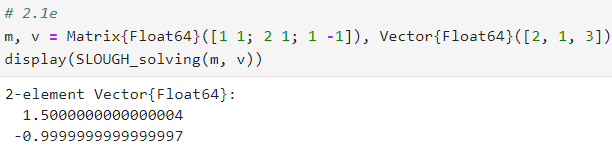 # 2.1e
m, v = Matrix{Float64}([1 1; 2 1; 1 -1]), Vector{Float64}([2, 1, 3])
display(SLOUGH_solving(m, v))
2-element Vector{Float64}:
1.5000000000000004
-0.9999999999999997